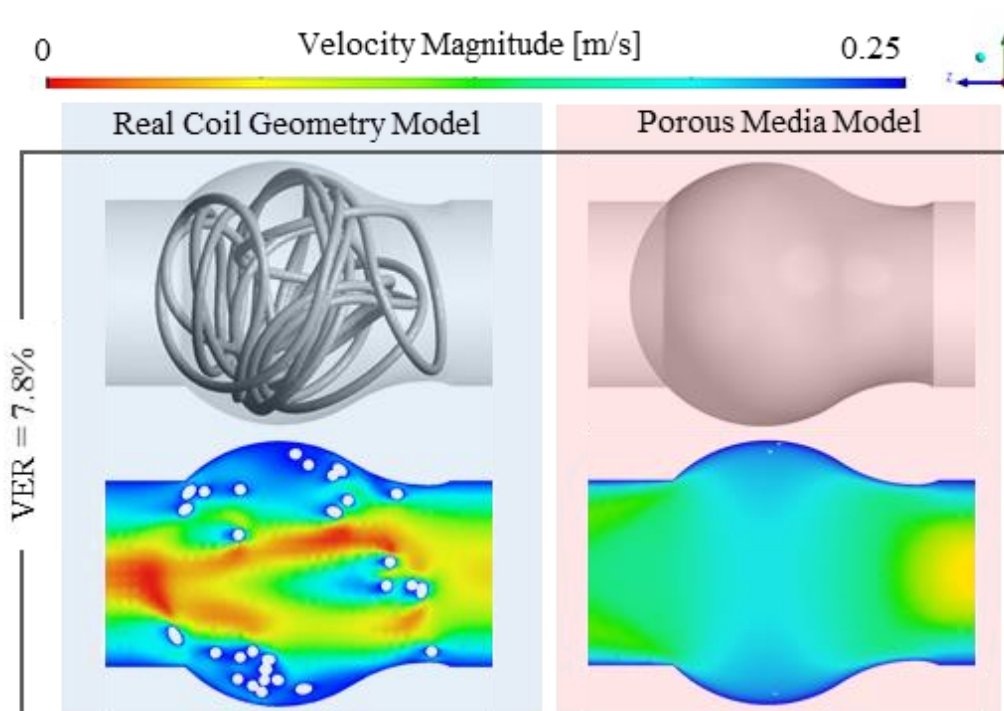 Velocity Magnitude [m/s]
0
0.25
z
Real Coil Geometry Model
Porous Media Model
VER = 7.8%